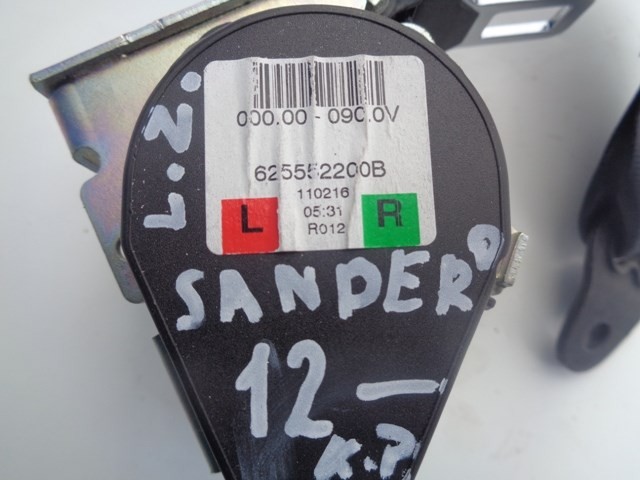 000.00 - 090.0V
625552200B
110216
05:31
R012
L R
L.Z.
SANDERO
12 —
K.P